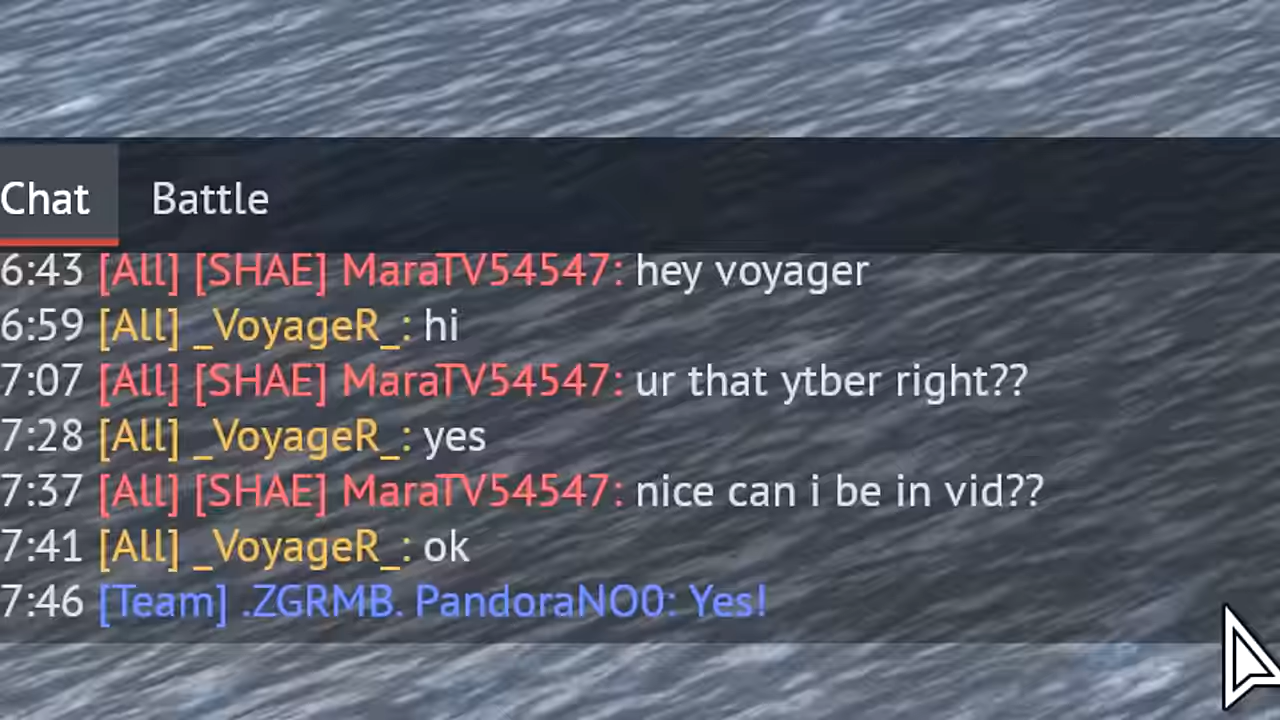 Chat Battle
6:43 [All] [SHAE] MaraTV54547: hey voyager
6:59 [All] _VoyageR_: hi
7:07 [All] [SHAE] MaraTV54547: ur that ytber right??
7:28 [All] _VoyageR_: yes
7:37 [All] [SHAE] MaraTV54547: nice can i be in vid??
7:41 [All] _VoyageR_: ok
7:46 [Team] .ZGRMB. PandoraNO0: Yes!